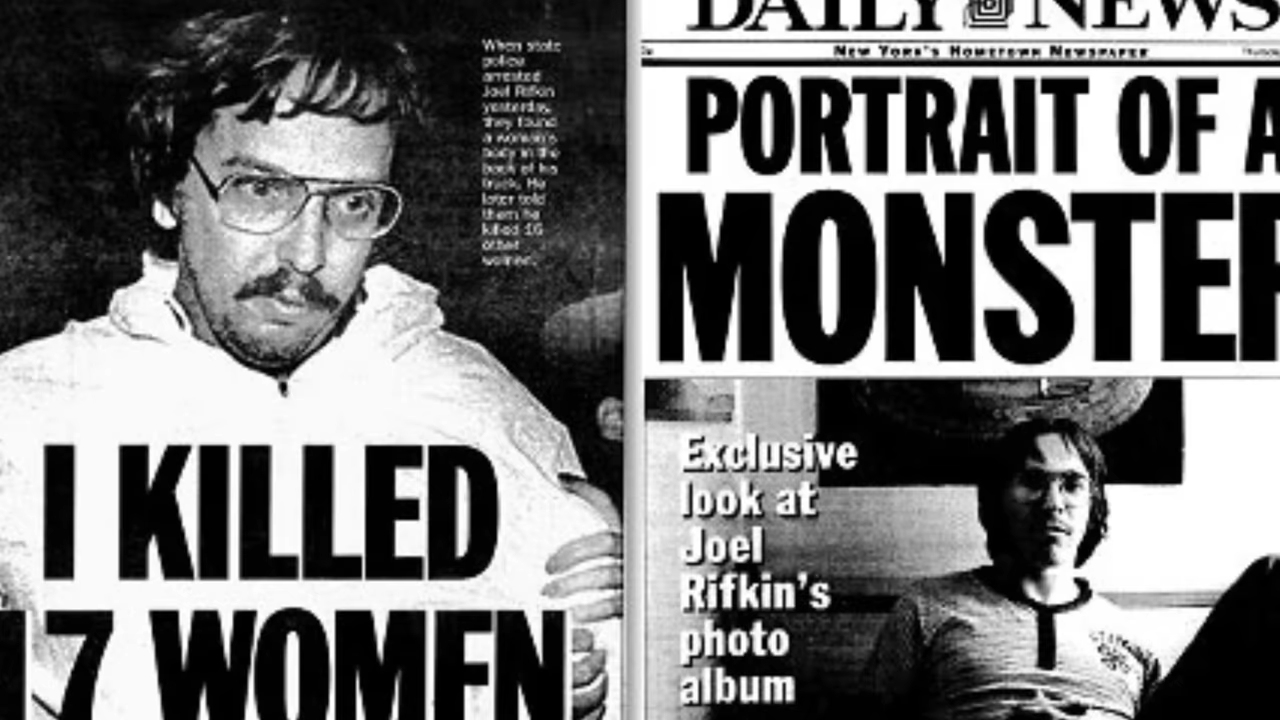 When state
police
arrested
Joel Rifkin
yesterday,
they found
a woman's
body in the
back of his
truck. He
later told
them he
killed 16
other
women.
I KILLED
17 WOMEN
DAILY NEWS
NEW YORK'S HOMETOWN NEWSPAPER
PORTRAIT OF A
MONSTER
Exclusive
look at
Joel
Rifkin's
photo
album